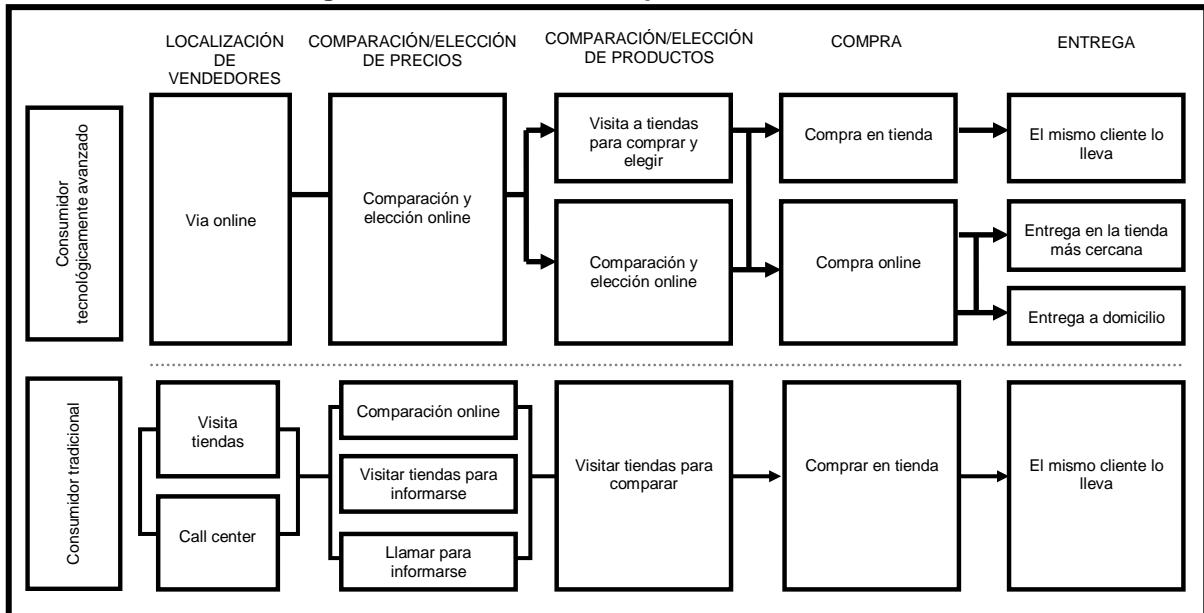 LOCALIZACIÓN
DE
VENDEDORES
COMPARACIÓN/ELECCIÓN
DE PRECIOS
COMPARACIÓN/ELECCIÓN
DE PRODUCTOS
COMPRA
ENTREGA
Consumidor
tecnológicamente avanzado
Via online
Comparación y
elección online
Visita a tiendas
para comprar y
elegir
Comparación y
elección online
Compra en tienda
Compra online
El mismo cliente lo
lleva
Entrega en la tienda
más cercana
Entrega a domicilio
Consumidor tradicional
Visita
tiendas
Call center
Comparación online
Visitar tiendas para
informarse
Llamar para
informarse
Visitar tiendas para
comparar
Comprar en tienda
El mismo cliente lo
lleva